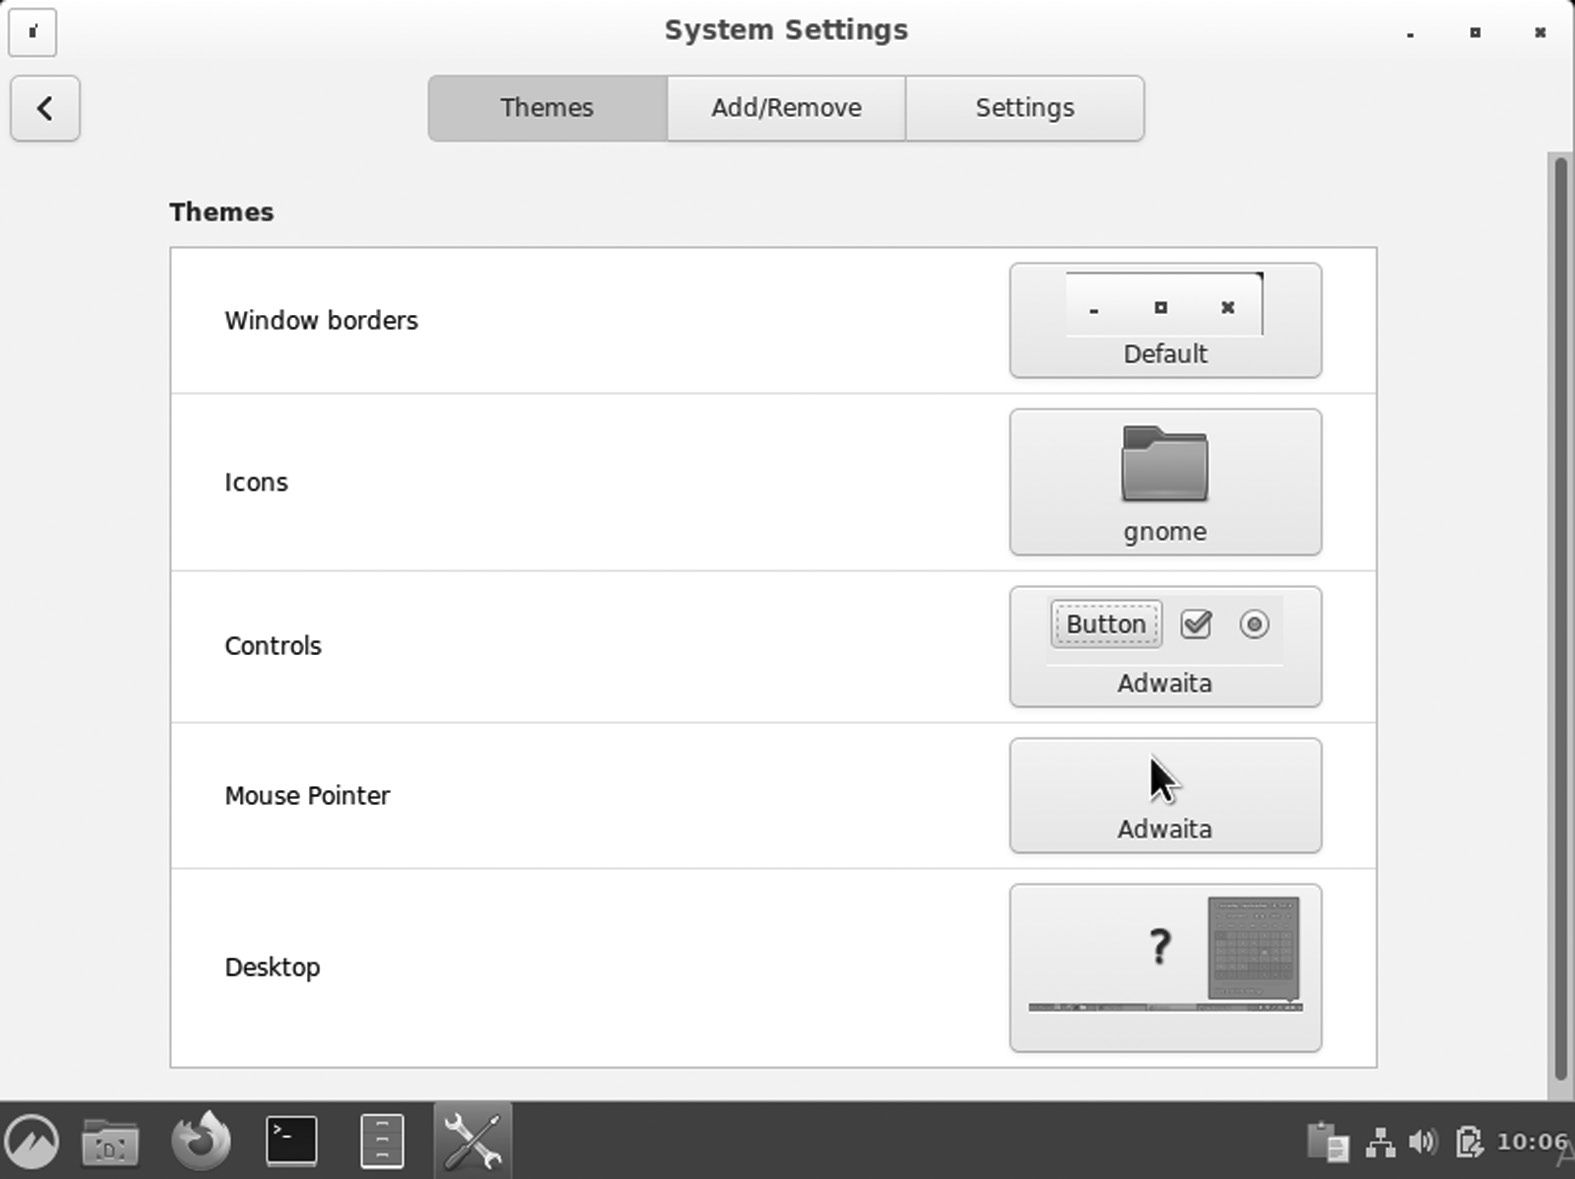 System Settings
Themes
Add/Remove
Settings
Themes
Window borders
Default
Icons
gnome
Controls
Button
Adwaita
Mouse Pointer
Adwaita
Desktop
?
>_
D
10:06